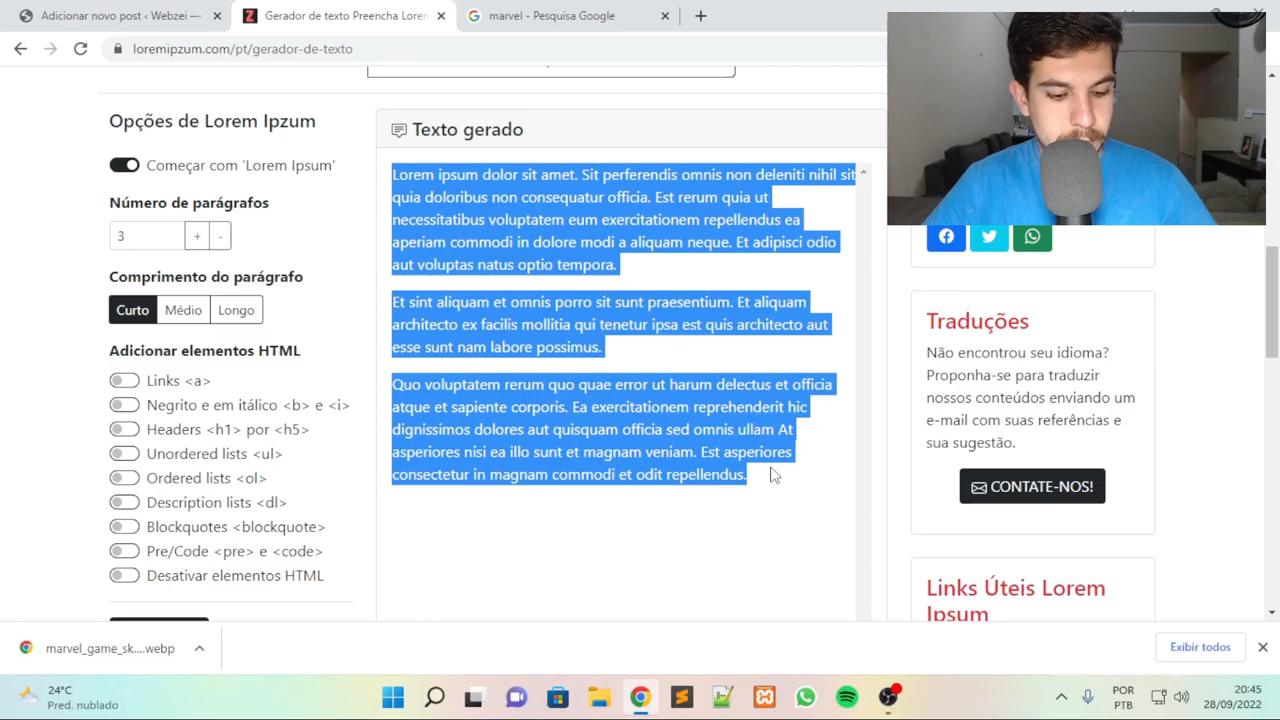 Adicionar novo post ‹ Webzei —
Gerador de texto Preencha Loren
marvel - Pesquisa Google
loremipzum.com/pt/gerador-de-texto
Opções de Lorem Ipzum
Começar com 'Lorem Ipsum'
Número de parágrafos
3
+
-
Comprimento do parágrafo
Curto
Médio
Longo
Adicionar elementos HTML
Links <a>
Negrito e em itálico <b> e <i>
Headers <h1> por <h5>
Unordered lists <ul>
Ordered lists <ol>
Description lists <dl>
Blockquotes <blockquote>
Pre/Code <pre> e <code>
Desativar elementos HTML
Texto gerado
Lorem ipsum dolor sit amet. Sit perferendis omnis non deleniti nihil sit
quia doloribus non consequatur officia. Est rerum quia ut
necessitatibus voluptatem eum exercitationem repellendus ea
aperiam commodi in dolore modi a aliquam neque. Et adipisci odio
aut voluptas natus optio tempora.
Et sint aliquam et omnis porro sit sunt praesentium. Et aliquam
architecto ex facilis mollitia qui tenetur ipsa est quis architecto aut
esse sunt nam labore possimus.
Quo voluptatem rerum quo quae error ut harum delectus et officia
atque et sapiente corporis. Ea exercitationem reprehenderit hic
dignissimos dolores aut quisquam officia sed omnis ullam At
asperiores nisi ea illo sunt et magnam veniam. Est asperiores
consectetur in magnam commodi et odit repellendus.
Traduções
Não encontrou seu idioma?
Proponha-se para traduzir
nossos conteúdos enviando um
e-mail com suas referências e
sua sugestão.
CONTATE-NOS!
Links Úteis Lorem
Ipsum
marvel_game_sk....webp
Exibir todos
24°C
Pred. nublado
POR
PTB
20:45
28/09/2022